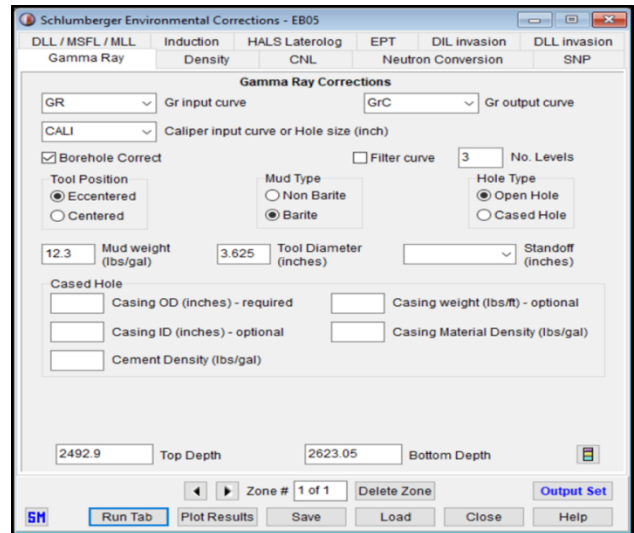 Schlumberger Environmental Corrections - EB05
DLL / MSFL / MLL Induction HALS Laterolog EPT DIL invasion DLL invasion
Gamma Ray Density CNL Neutron Conversion SNP
Gamma Ray Corrections
GR Gr input curve GrC Gr output curve
CALI Caliper input curve or Hole size (inch)
Borehole Correct Filter curve 3 No. Levels
Tool Position Mud Type Hole Type
Eccentered Non Barite Open Hole
Centered Barite Cased Hole
12.3 Mud weight (lbs/gal) 3.625 Tool Diameter (inches) Standoff (inches)
Cased Hole
Casing OD (inches) - required Casing weight (lbs/ft) - optional
Casing ID (inches) - optional Casing Material Density (lbs/gal)
Cement Density (lbs/gal)
2492.9 Top Depth 2623.05 Bottom Depth
Zone # 1 of 1 Delete Zone Output Set
SM Run Tab Plot Results Save Load Close Help